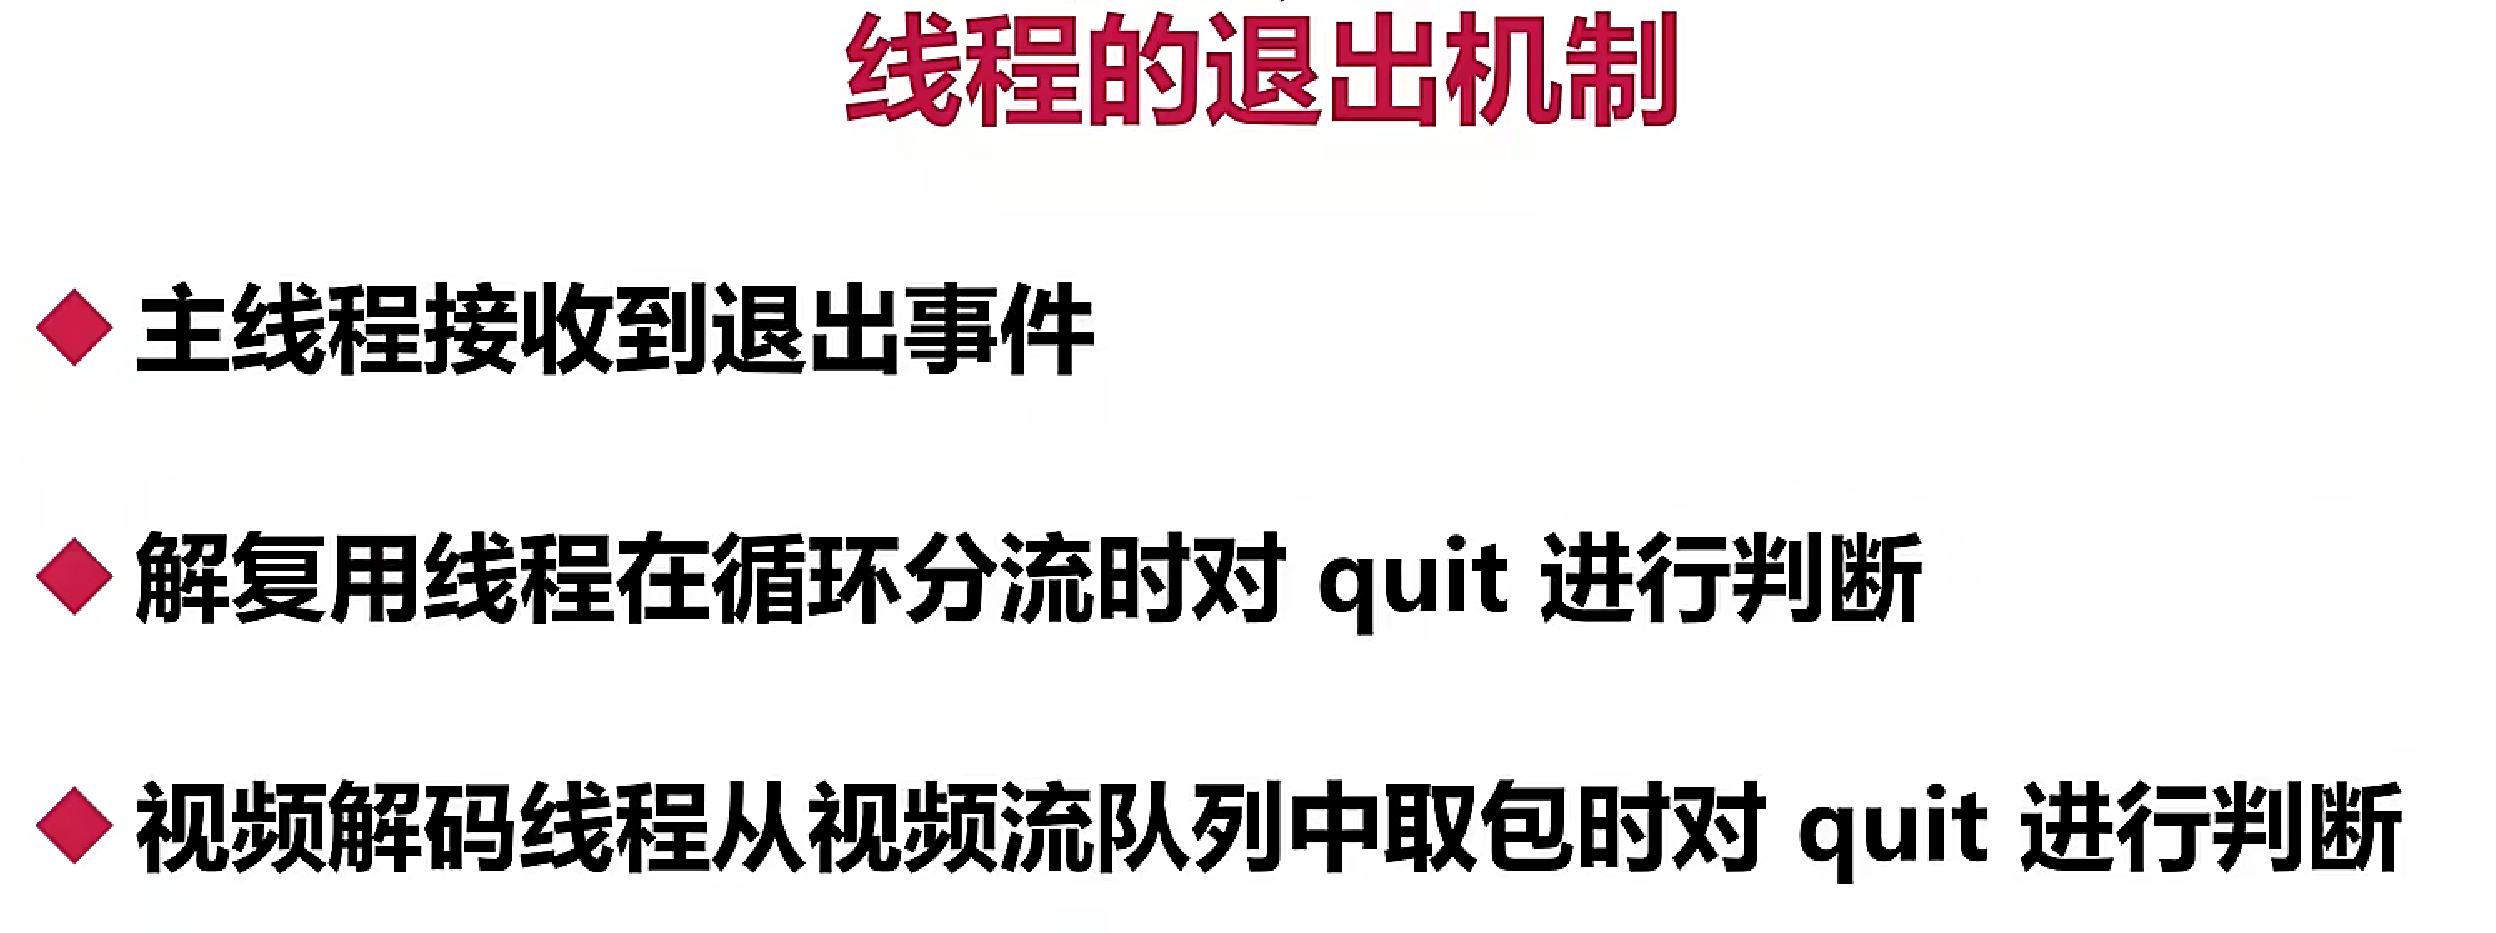 线程的退出机制
主线程接收到退出事件
解复用线程在循环分流时对 quit 进行判断
视频解码线程从视频流队列中取包时对 quit 进行判断